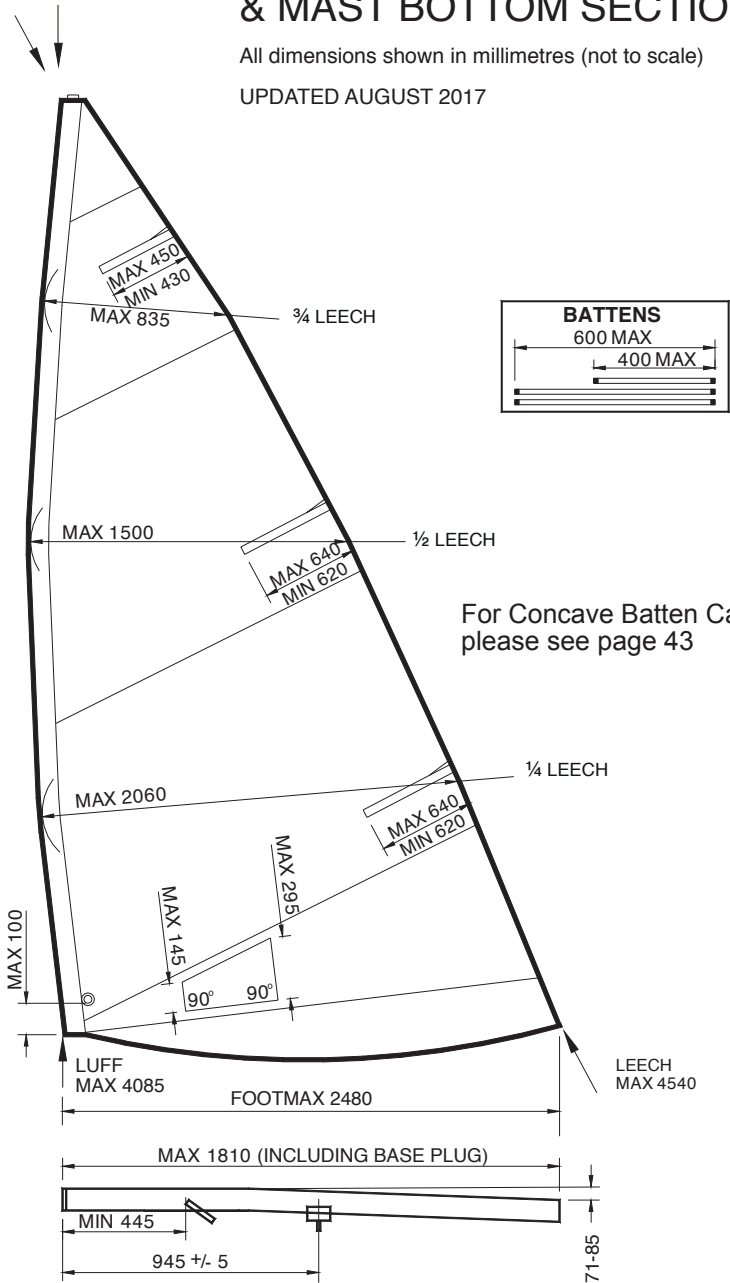 & MAST BOTTOM SECTIO
All dimensions shown in millimetres (not to scale)
UPDATED AUGUST 2017
MAX 450
MIN 430
MAX 835
¾ LEECH
BATTENS
600 MAX
400 MAX
MAX 1500
½ LEECH
MAX 640
MIN 620
For Concave Batten Ca
please see page 43
¼ LEECH
MAX 2060
MAX 640
MIN 620
MAX 295
MAX 145
MAX 100
90°
90°
LUFF
MAX 4085
LEECH
MAX 4540
FOOTMAX 2480
MAX 1810 (INCLUDING BASE PLUG)
MIN 445
945 +/- 5
71-85